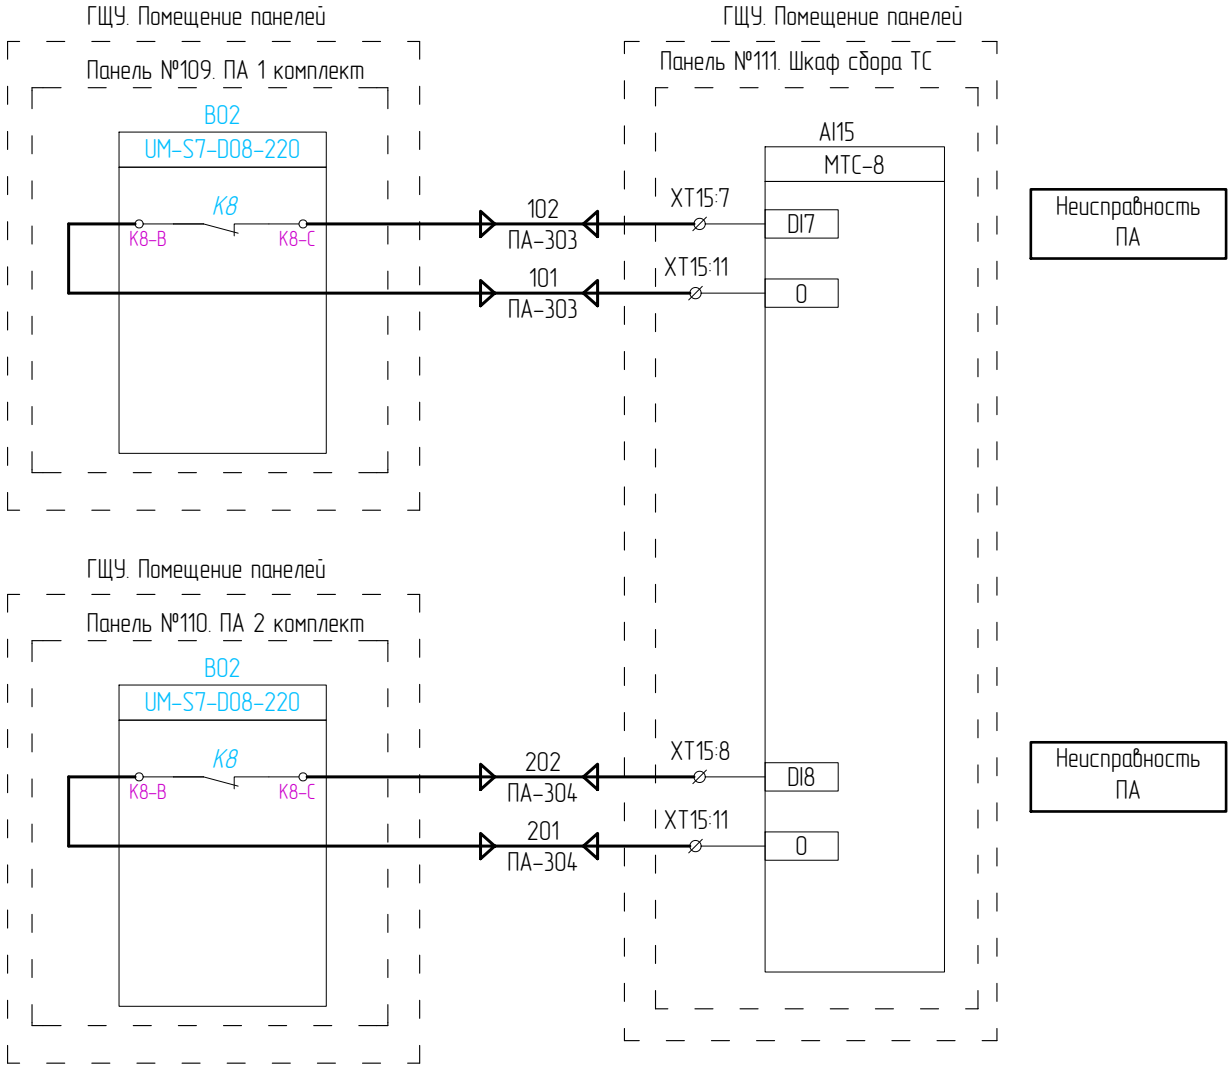 ГЩУ. Помещение панелей
Панель №109. ПА 1 комплект
B02
UM-S7-D08-220
K8
K8-B
K8-C
102
ПА-303
101
ПА-303
ГЩУ. Помещение панелей
Панель №111. Шкаф сбора ТС
AI15
МТС-8
XT15:7
DI7
XT15:11
0
Неисправность
ПА
ГЩУ. Помещение панелей
Панель №110. ПА 2 комплект
B02
UM-S7-D08-220
K8
K8-B
K8-C
202
ПА-304
201
ПА-304
XT15:8
DI8
XT15:11
0
Неисправность
ПА